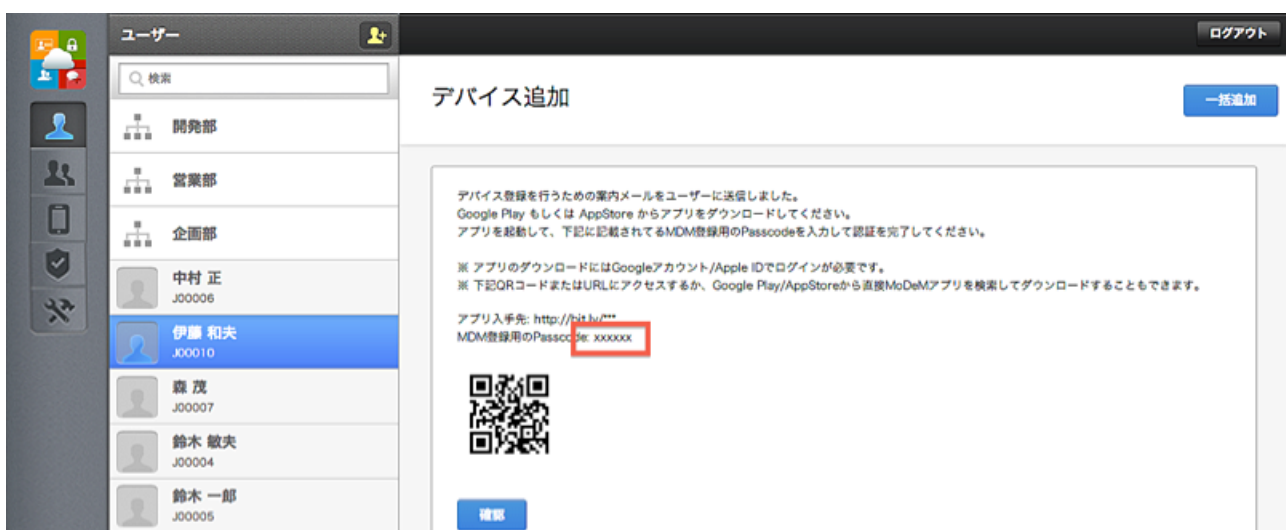 ユーザー
ログアウト
検索
デバイス追加
一括追加
開発部
営業部
企画部
中村 正
J00006
伊藤 和夫
J00010
森 茂
J00007
鈴木 敏夫
J00004
鈴木 一郎
J00005
デバイス登録を行うための案内メールをユーザーに送信しました。
Google Play もしくは AppStore からアプリをダウンロードしてください。
アプリを起動して、下記に記載されてるMDM登録用のPasscodeを入力して認証を完了してください。
※ アプリのダウンロードにはGoogleアカウント/Apple IDでログインが必要です。
※ 下記QRコードまたはURLにアクセスするか、Google Play/AppStoreから直接MoDeMアプリを検索してダウンロードすることもできます。
アプリ入手先: http://bit.ly/***
MDM登録用のPasscode: xxxxxx
確認